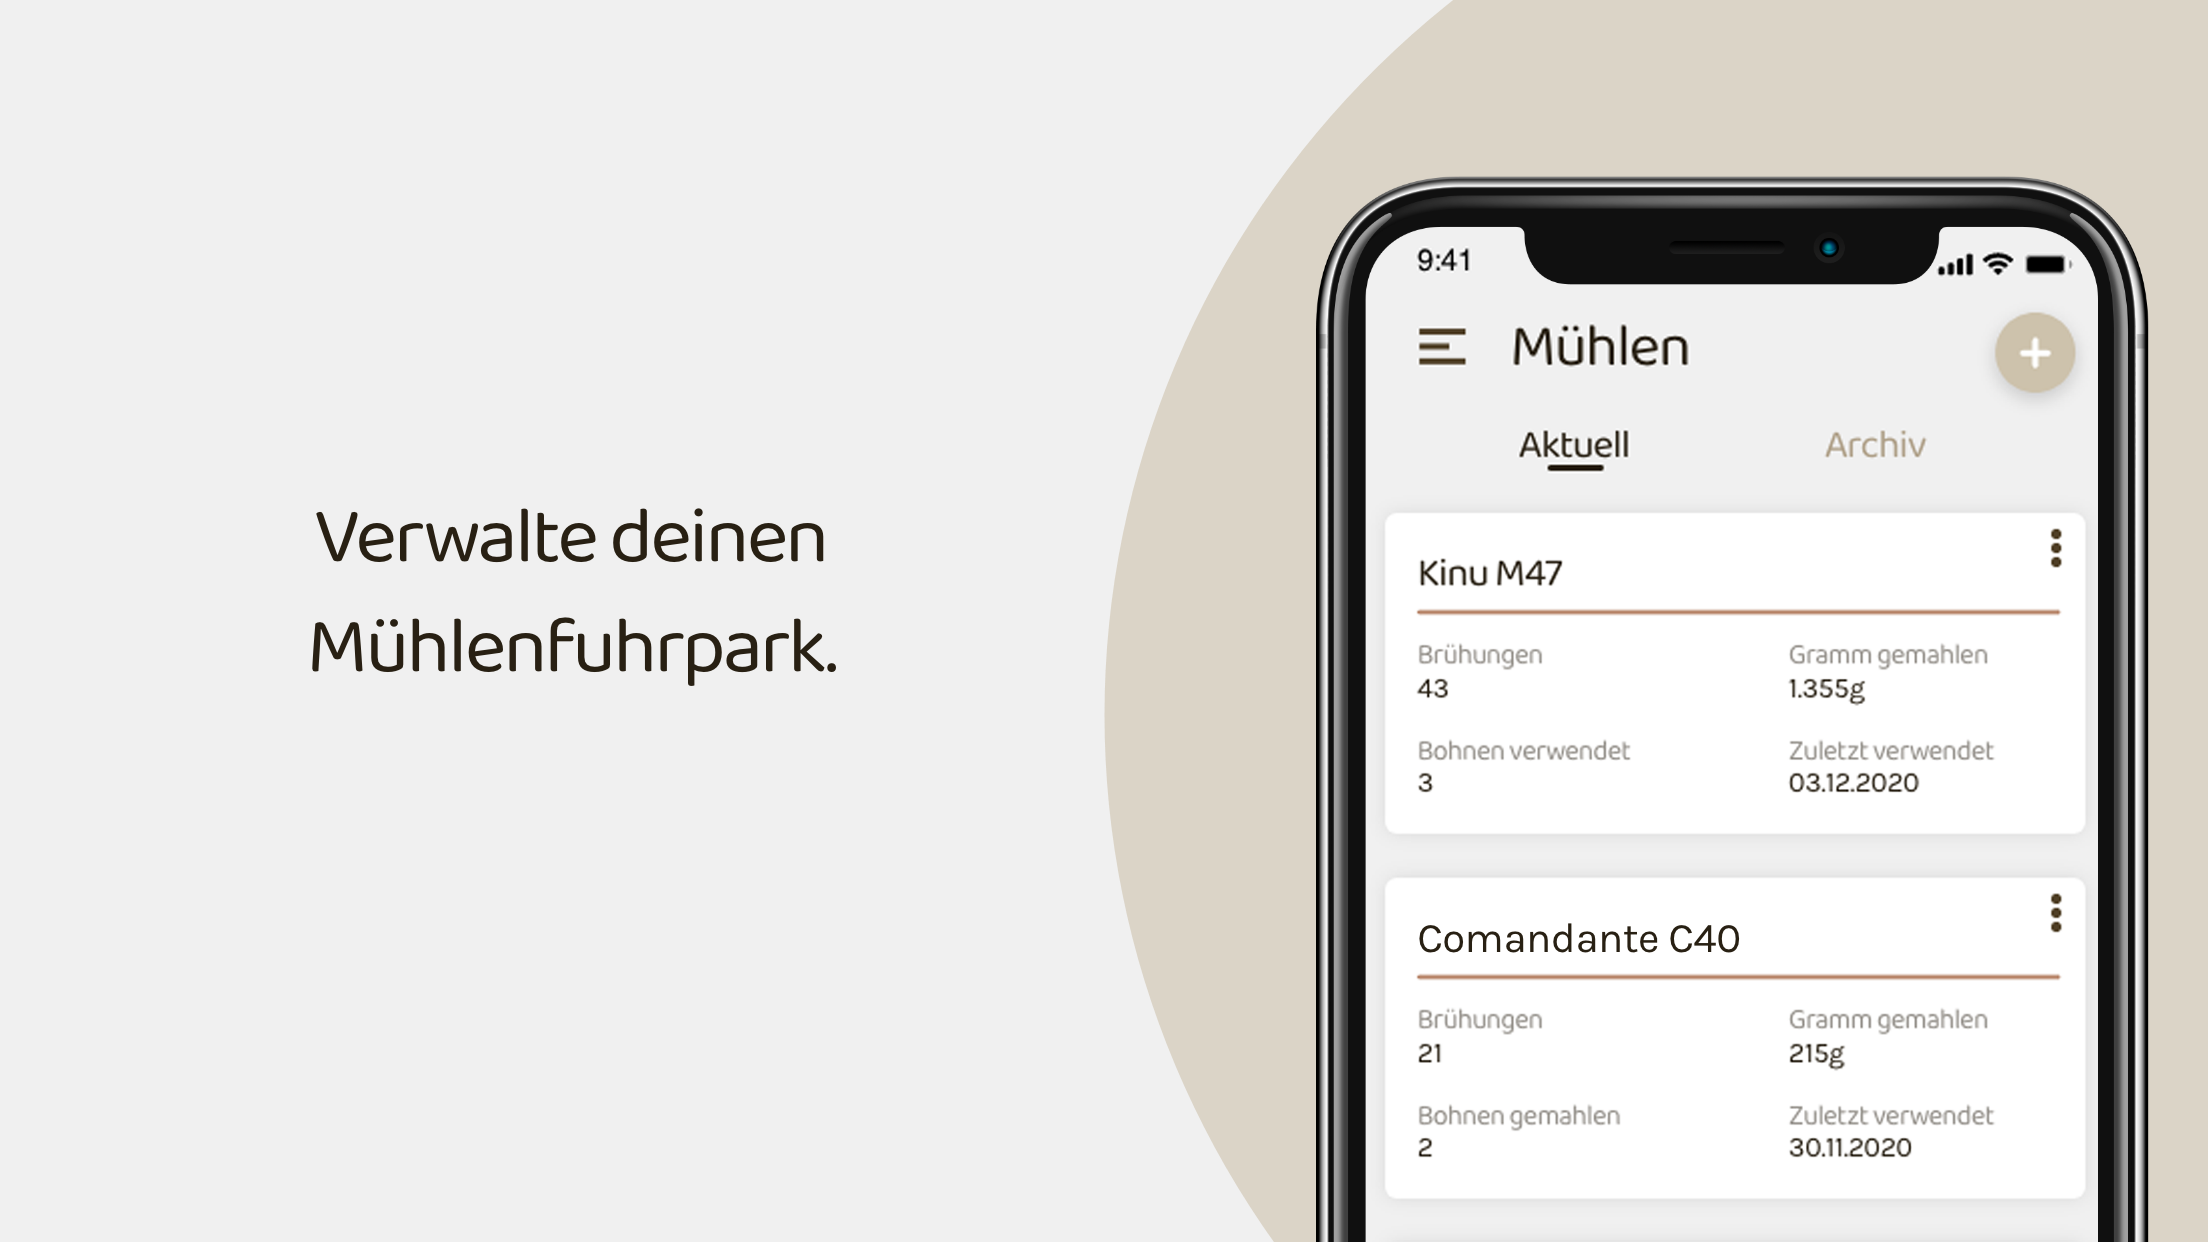 Verwalte deinen
Mühlenfuhrpark.
9:41
Mühlen
Aktuell
Archiv
Kinu M47
Brühungen
Gramm gemahlen
43
1.355g
Bohnen verwendet
Zuletzt verwendet
3
03.12.2020
Comandante C40
Brühungen
Gramm gemahlen
21
215g
Bohnen gemahlen
Zuletzt verwendet
2
30.11.2020